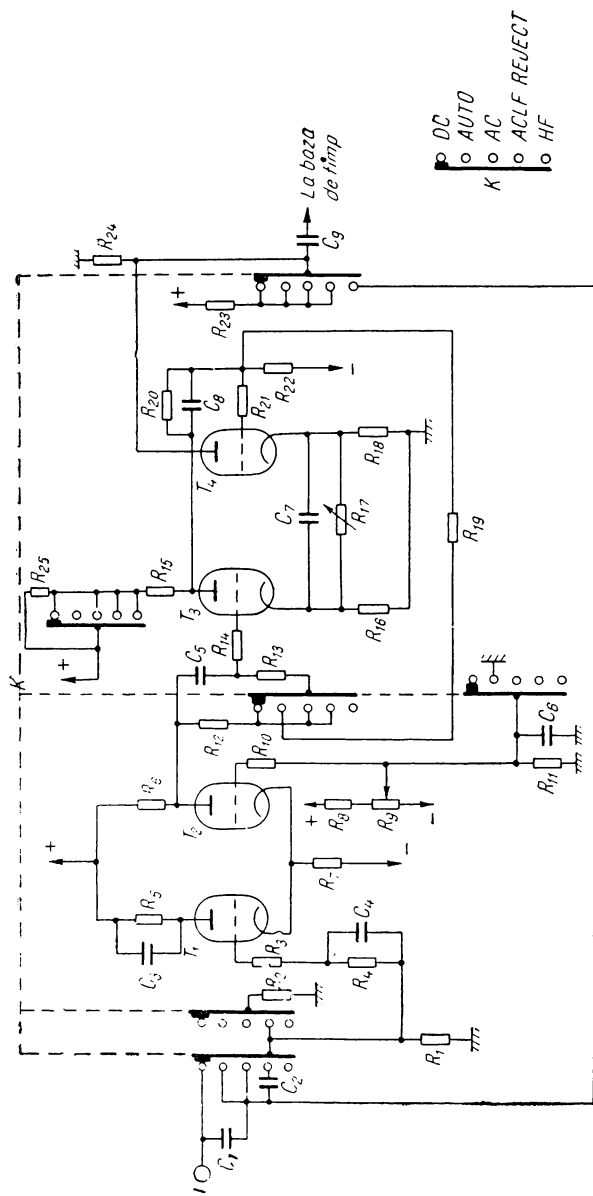 K
+
R25
R24
+
R23
La baza
de timp
C9
+
R6
R5
C3
T1
T2
R12
C5
R14
R13
R15
T3
T4
R20
C8
R21
R22
-
C7
R17
R16
R18
R19
I
C1
C2
R2
R1
R3
R4
C4
R7
-
+
R8
R9
-
R10
R11
C6
K
DC
AUTO
AC
ACLF REJECT
HF